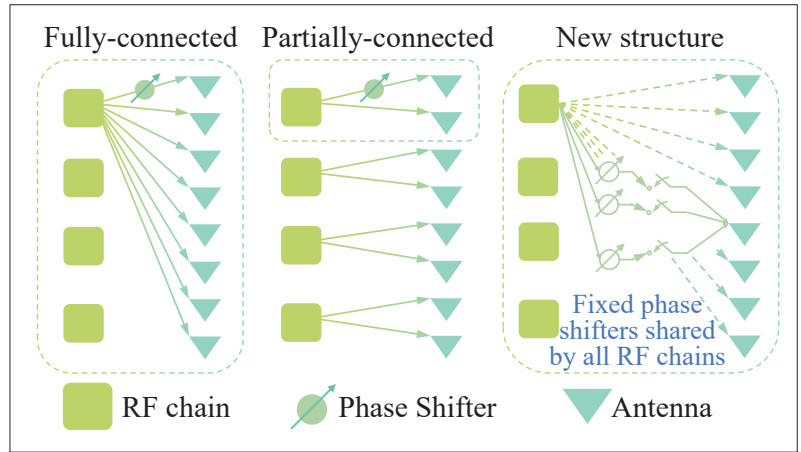 Fully-connected
Partially-connected
New structure
Fixed phase
shifters shared
by all RF chains
RF chain
Phase Shifter
Antenna